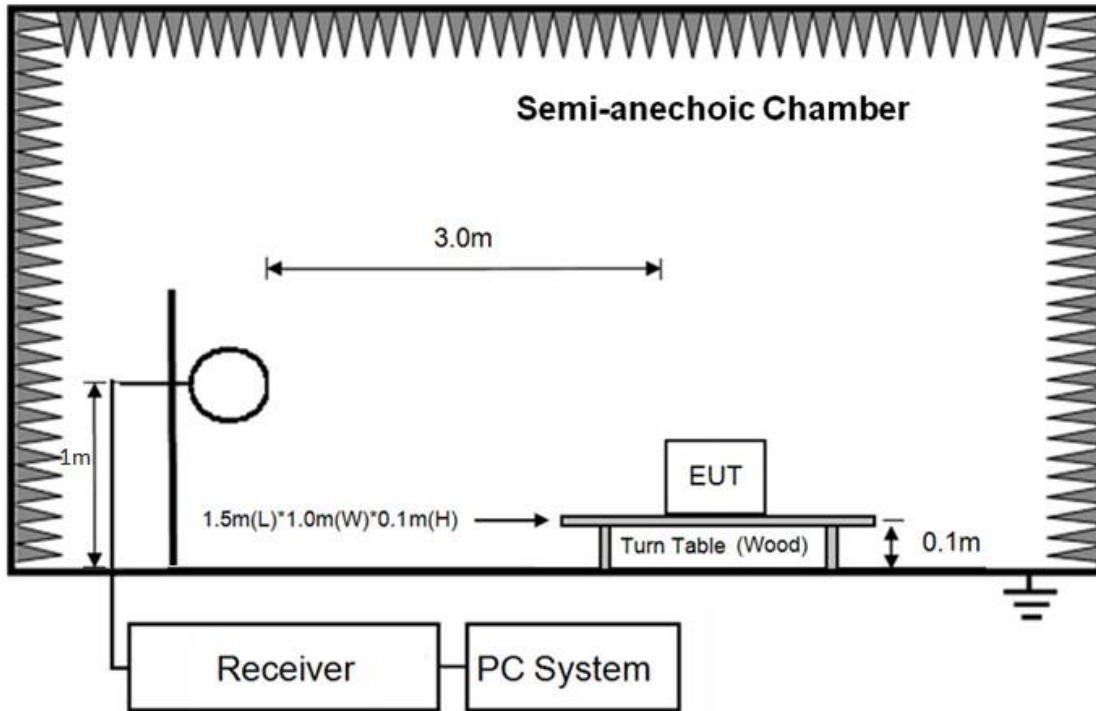 Semi-anechoic Chamber
3.0m
1m
EUT
1.5m(L)*1.0m(W)*0.1m(H)
Turn Table (Wood)
0.1m
Receiver
PC System